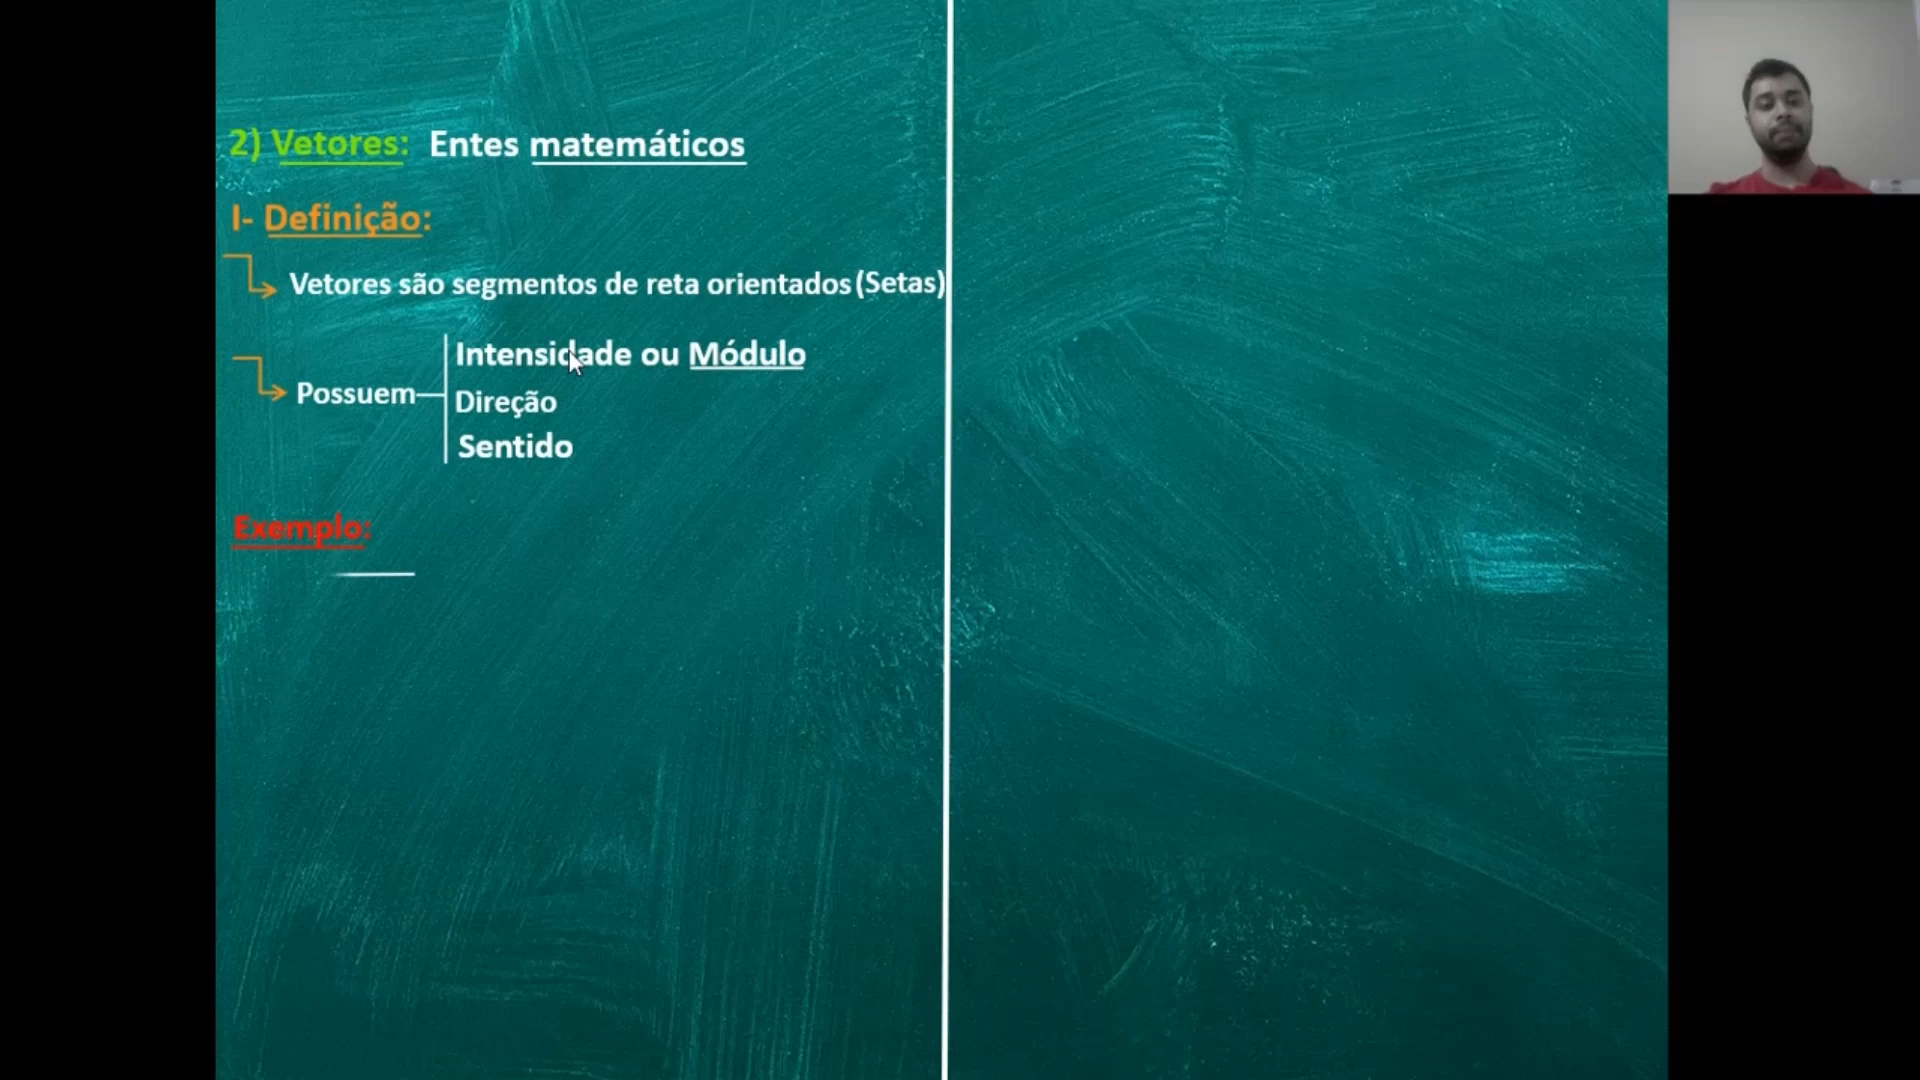 2) Vetores: Entes matemáticos
I- Definição:
Vetores são segmentos de reta orientados (Setas)
Intensidade ou Módulo
Possuem
Direção
Sentido
Exemplo: